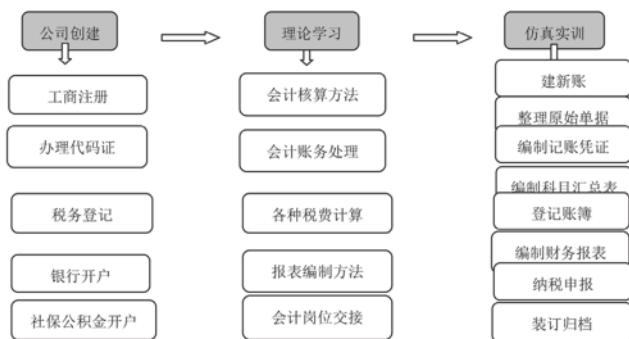 公司创建
工商注册
办理代码证
税务登记
银行开户
社保公积金开户
理论学习
会计核算方法
会计账务处理
各种税费计算
报表编制方法
会计岗位交接
仿真实训
建新账
整理原始单据
编制记账凭证
编制科目汇总表
登记账簿
编制财务报表
纳税申报
装订归档